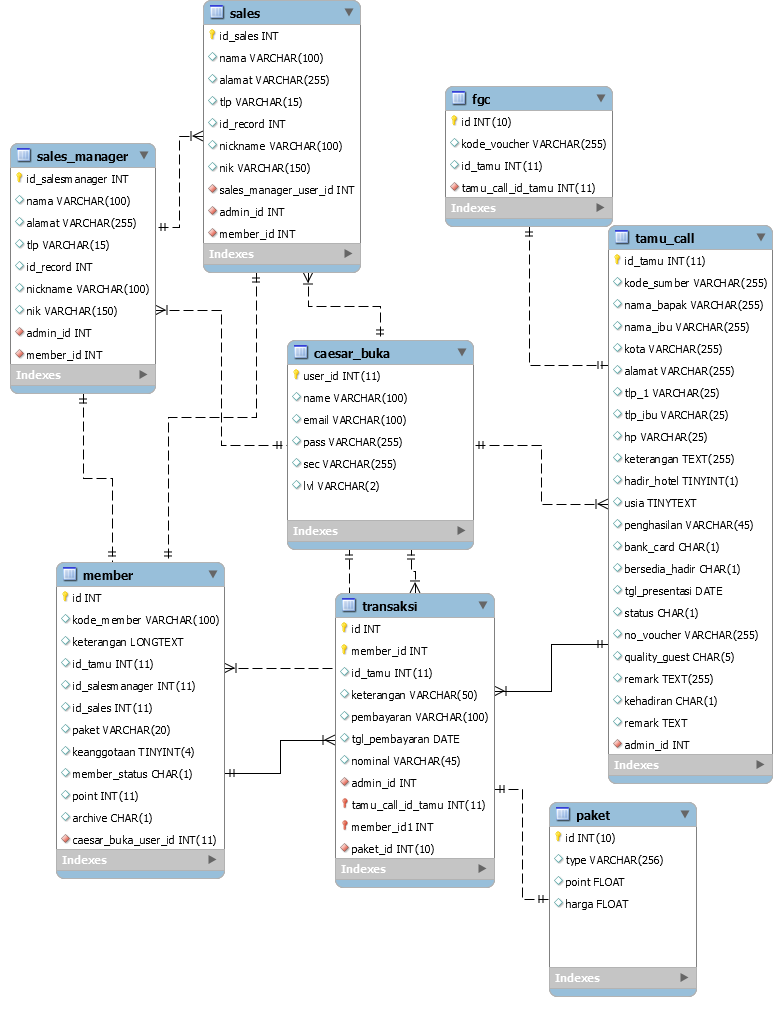 sales
id_sales INT
nama VARCHAR(100)
alamat VARCHAR(255)
tlp VARCHAR(15)
id_record INT
nickname VARCHAR(100)
nik VARCHAR(150)
sales_manager_user_id INT
admin_id INT
member_id INT
Indexes
fgc
id INT(10)
kode_voucher VARCHAR(255)
id_tamu INT(11)
tamu_call_id_tamu INT(11)
Indexes
sales_manager
id_salesmanager INT
nama VARCHAR(100)
alamat VARCHAR(255)
tlp VARCHAR(15)
id_record INT
nickname VARCHAR(100)
nik VARCHAR(150)
admin_id INT
member_id INT
Indexes
tamu_call
id_tamu INT(11)
kode_sumber VARCHAR(255)
nama_bapak VARCHAR(255)
nama_ibu VARCHAR(255)
kota VARCHAR(255)
alamat VARCHAR(255)
tlp_1 VARCHAR(25)
tlp_ibu VARCHAR(25)
hp VARCHAR(25)
keterangan TEXT(255)
hadir_hotel TINYINT(1)
usia TINYTEXT
penghasilan VARCHAR(45)
bank_card CHAR(1)
bersedia_hadir CHAR(1)
tgl_presentasi DATE
status CHAR(1)
no_voucher VARCHAR(255)
quality_guest CHAR(5)
remark TEXT(255)
kehadiran CHAR(1)
remark TEXT
admin_id INT
Indexes
caesar_buka
user_id INT(11)
name VARCHAR(100)
email VARCHAR(100)
pass VARCHAR(255)
sec VARCHAR(255)
lvl VARCHAR(2)
Indexes
member
id INT
kode_member VARCHAR(100)
keterangan LONGTEXT
id_tamu INT(11)
id_salesmanager INT(11)
id_sales INT(11)
paket VARCHAR(20)
keanggotaan TINYINT(4)
member_status CHAR(1)
point INT(11)
archive CHAR(1)
caesar_buka_user_id INT(11)
Indexes
transaksi
id INT
member_id INT
id_tamu INT(11)
keterangan VARCHAR(50)
pembayaran VARCHAR(100)
tgl_pembayaran DATE
nominal VARCHAR(45)
admin_id INT
tamu_call_id_tamu INT(11)
member_id1 INT
paket_id INT(10)
Indexes
paket
id INT(10)
type VARCHAR(256)
point FLOAT
harga FLOAT
Indexes